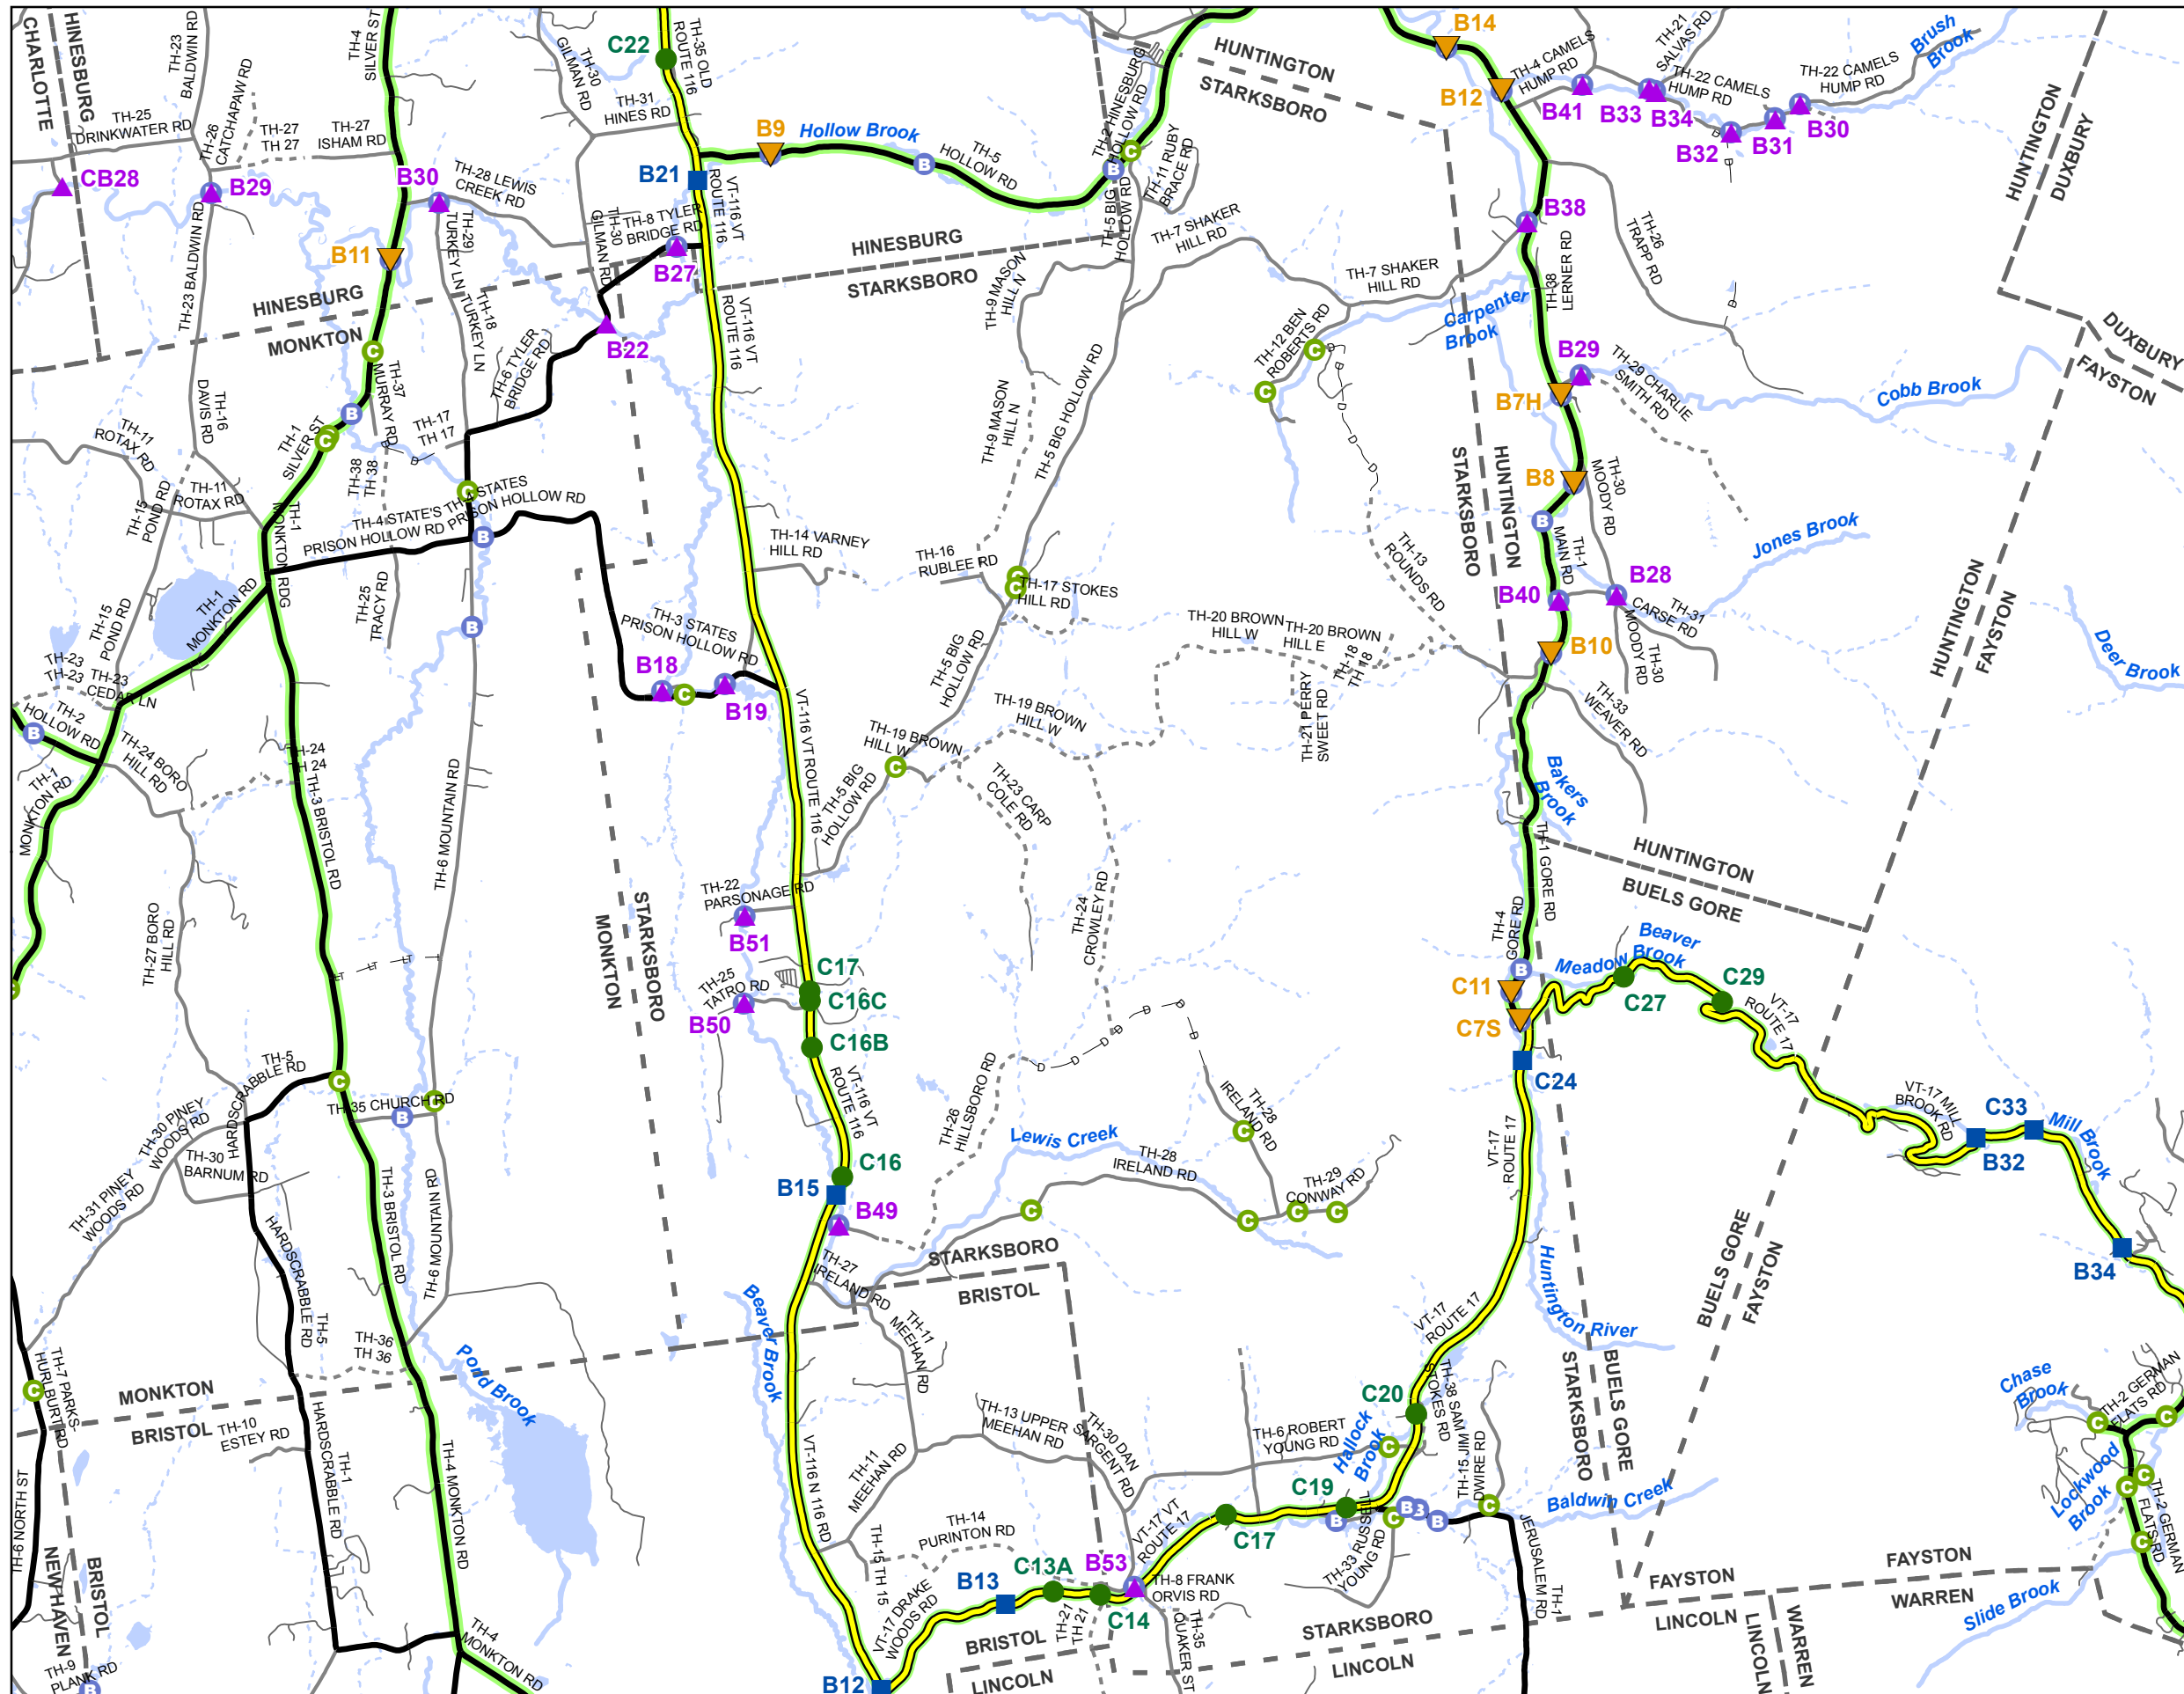 CHARLOTTE
HINESBURG
TH-23
BALDWIN RD
TH-4
SILVER ST
TH-25
DRINKWATER RD
TH-26
CATCHAPAW RD
TH-27
TH 27
TH-27
ISHAM RD
CB28
B29
B30
TH-28 LEWIS
CREEK RD
TH-29
TURKEY LN
TH-23 BALDWIN RD
B11
HINESBURG
MONKTON
TH-30
GILMAN RD
TH-31
HINES RD
C22
TH-35 OLD
ROUTE 116
B9
Hollow Brook
B21
TH-5
HOLLOW RD
VT-116 VT
ROUTE 116
TH-8 TYLER
BRIDGE RD
TH-30
GILMAN RD
B27
B22
HINESBURG
STARKSBORO
TH-2 HINESBURG
HOLLOW RD
TH-5 BIG
HOLLOW RD
TH-11 RUBY
BRACE RD
TH-7 SHAKER
HILL RD
HUNTINGTON
STARKSBORO
B14
B12
TH-4 CAMELS
HUMP RD
B41
TH-21
SALVAS RD
B33
B34
TH-22 CAMELS
HUMP RD
TH-22 CAMELS
HUMP RD
Brush
Brook
B32
B31
B30
HUNTINGTON
DUXBURY
B38
TH-38
LERNER RD
TH-26
TRAPP RD
TH-7 SHAKER
HILL RD
Carpenter
Brook
DUXBURY
FAYSTON
TH-12 BEN
ROBERTS RD
B29
TH-29 CHARLIE
SMITH RD
B7H
Cobb Brook
B8
TH-30
MOODY RD
STARKSBORO
HUNTINGTON
TH-1
MAIN RD
Jones Brook
B40
B28
TH-31
CARSE RD
TH-30
MOODY RD
B10
TH-33
WEAVER RD
HUNTINGTON
FAYSTON
Deer Brook
TH-9 MASON
HILL N
TH-9 MASON
HILL N
TH-5 BIG HOLLOW RD
VT-116 VT
ROUTE 116
TH-37
MURRAY RD
TH-18
TURKEY LN
TH-6 TYLER
BRIDGE RD
TH-17
TH 17
TH-16
DAVIS RD
TH-11
ROTAX RD
TH-1
SILVER ST
TH-38
TH 38
TH-11
ROTAX RD
TH-15
POND RD
TH-1
MONKTON RDG
TH-4 STATE'S
PRISON HOLLOW RD
TH-4 STATES
PRISON HOLLOW RD
TH-25
TRACY RD
TH-14 VARNEY
HILL RD
TH-16
RUBLEE RD
TH-17 STOKES
HILL RD
TH-13
ROUNDS RD
TH-3 STATES
PRISON HOLLOW RD
B18
B19
TH-1
MONKTON RD
TH-15
POND RD
TH-23
TH-23
TH-23
CEDAR LN
TH-2
HOLLOW RD
TH-24 BORO
HILL RD
TH-1
MONKTON RD
TH-24
TH 24
TH-3 BRISTOL RD
TH-6 MOUNTAIN RD
TH-27 BORO
HILL RD
TH-5 BIG
HOLLOW RD
TH-20 BROWN
HILL W
TH-20 BROWN
HILL E
TH-18
TH 18
TH-21 PERRY
SWEET RD
TH-19 BROWN
HILL W
TH-19 BROWN
HILL W
TH-5 BIG
HOLLOW RD
VT-116 VT ROUTE 116
TH-23 CARP
COLE RD
TH-24
CROWLEY RD
Bakers
Brook
TH-1 GORE RD
HUNTINGTON
BUELS GORE
TH-4
GORE RD
Beaver
Meadow Brook
C11
C7S
C24
C27
C29
VT-17
ROUTE 17
MONKTON
STARKSBORO
TH-22
PARSONAGE RD
B51
TH-25
TATRO RD
B50
C17
C16C
C16B
VT-116 VT
ROUTE 116
C16
B15
B49
TH-26
HILLSBORO RD
Lewis Creek
TH-28
IRELAND RD
TH-28
IRELAND RD
TH-29
CONWAY RD
VT-17
ROUTE 17
VT-17 MILL
BROOK RD
C33
B32
Mill Brook
B34
TH-5
HARDSCRABBLE RD
TH-35 CHURCH RD
TH-30 PINEY
WOODS RD
TH-30
BARNUM RD
TH-31 PINEY
WOODS RD
HARDSCRABBLE RD
TH-5
TH-3 BRISTOL RD
TH-6 MOUNTAIN RD
TH-36
TH 36
TH-7 PARKS-
HURLBURT RD
MONKTON
BRISTOL
TH-10
ESTEY RD
Pond Brook
HARDSCRABBLE RD
TH-1
TH-4 MONKTON RD
TH-6 NORTH ST
NEW HAVEN
BRISTOL
TH-9
PLANK RD
TH-4
MONKTON RD
TH-27
IRELAND RD
STARKSBORO
BRISTOL
Beaver Brook
TH-11
MEEHAN RD
TH-11
MEEHAN RD
TH-13 UPPER
MEEHAN RD
TH-30 DAN
SARGENT RD
VT-116 N 116 RD
TH-15 TH 15
TH-14
PURINTON RD
VT-17 DRAKE
WOODS RD
B12
B13
C13A
B53
C14
TH-21
TH 21
TH-8 FRANK
ORVIS RD
TH-35
QUAKER ST
VT-17 VT
ROUTE 17
BRISTOL
LINCOLN
C17
C19
C20
TH-6 ROBERT
YOUNG RD
Hallock
Brook
VT-17
ROUTE 17
TH-38 SAM
STOKES RD
TH-15 JIM
DWIRE RD
TH-33 RUSSELL
YOUNG RD
Baldwin Creek
Huntington River
STARKSBORO
BUELS GORE
BUELS GORE
FAYSTON
JERUSALEM RD
TH-1
STARKSBORO
LINCOLN
FAYSTON
LINCOLN
FAYSTON
WARREN
LINCOLN
WARREN
Chase
Brook
TH-2 GERMAN
FLATS RD
Lockwood
Brook
TH-2 GERMAN
FLATS RD
Slide Brook